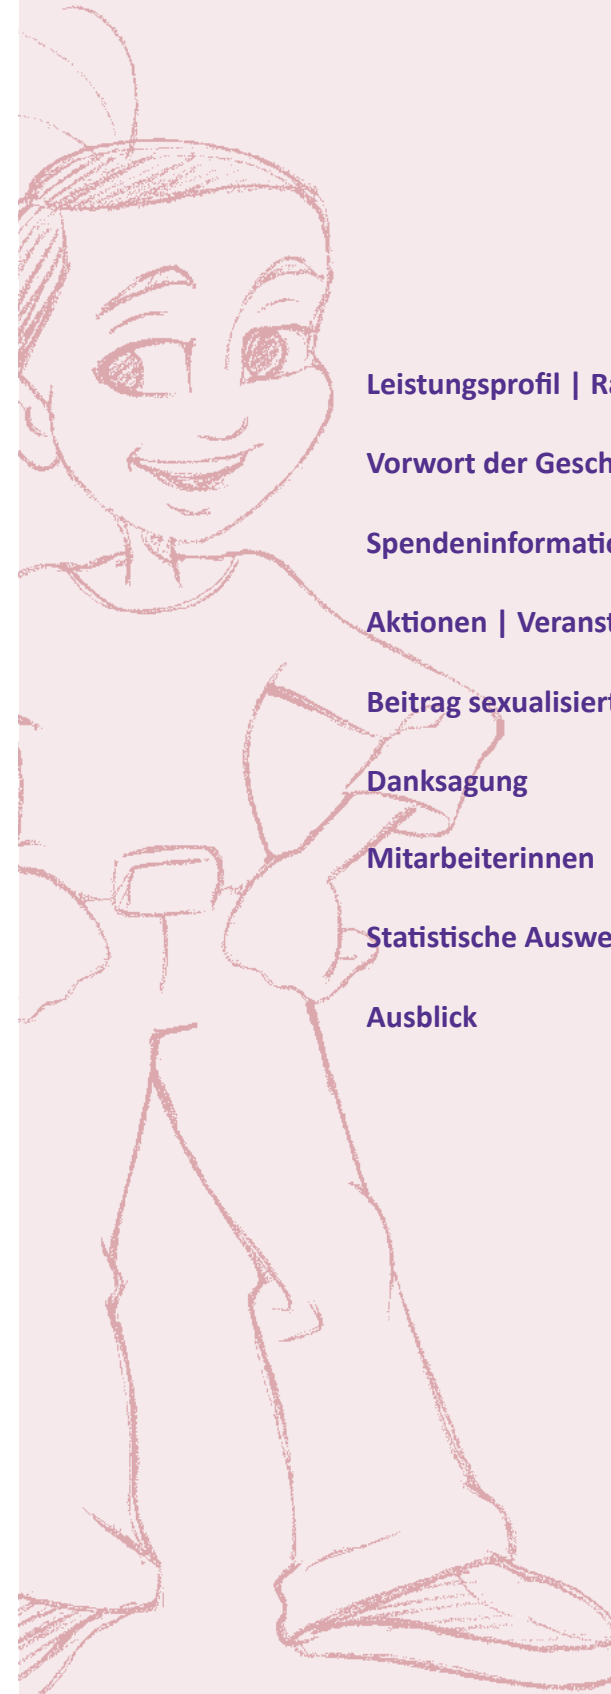 Leistungsprofil | Ra
Vorwort der Gesch
Spendeninformatio
Aktionen | Veranst
Beitrag sexualisiert
Danksagung
Mitarbeiterinnen
Statistische Auswe
Ausblick